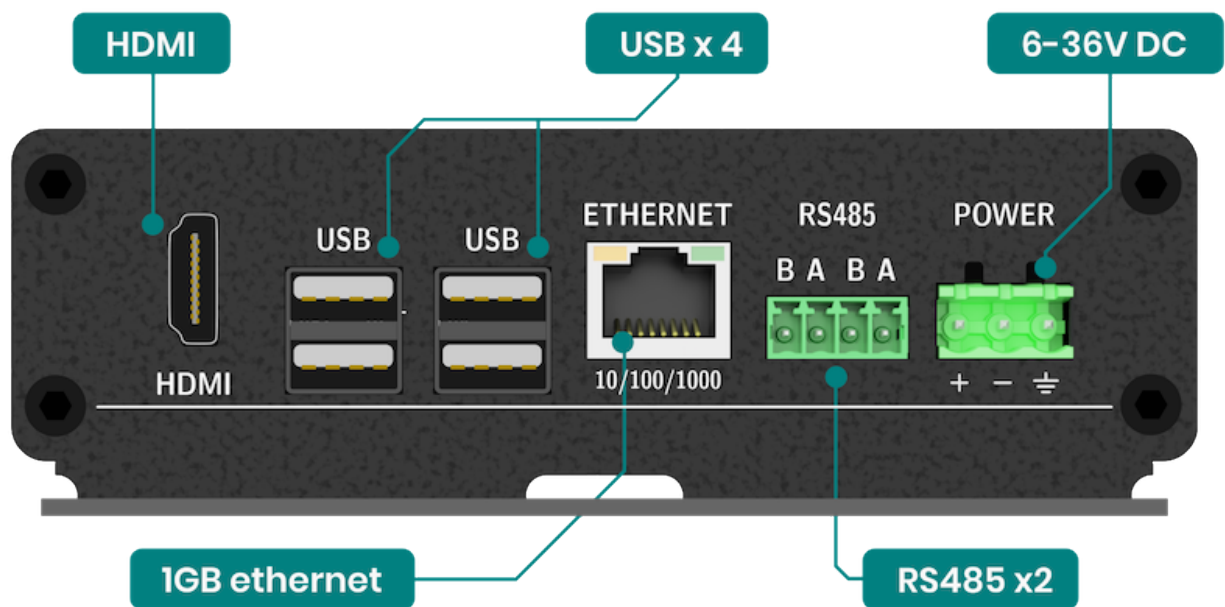 HDMI
USB x 4
6-36V DC
USB
USB
ETHERNET
RS485
POWER
B A B A
HDMI
10/100/1000
+ −
1GB ethernet
RS485 x2